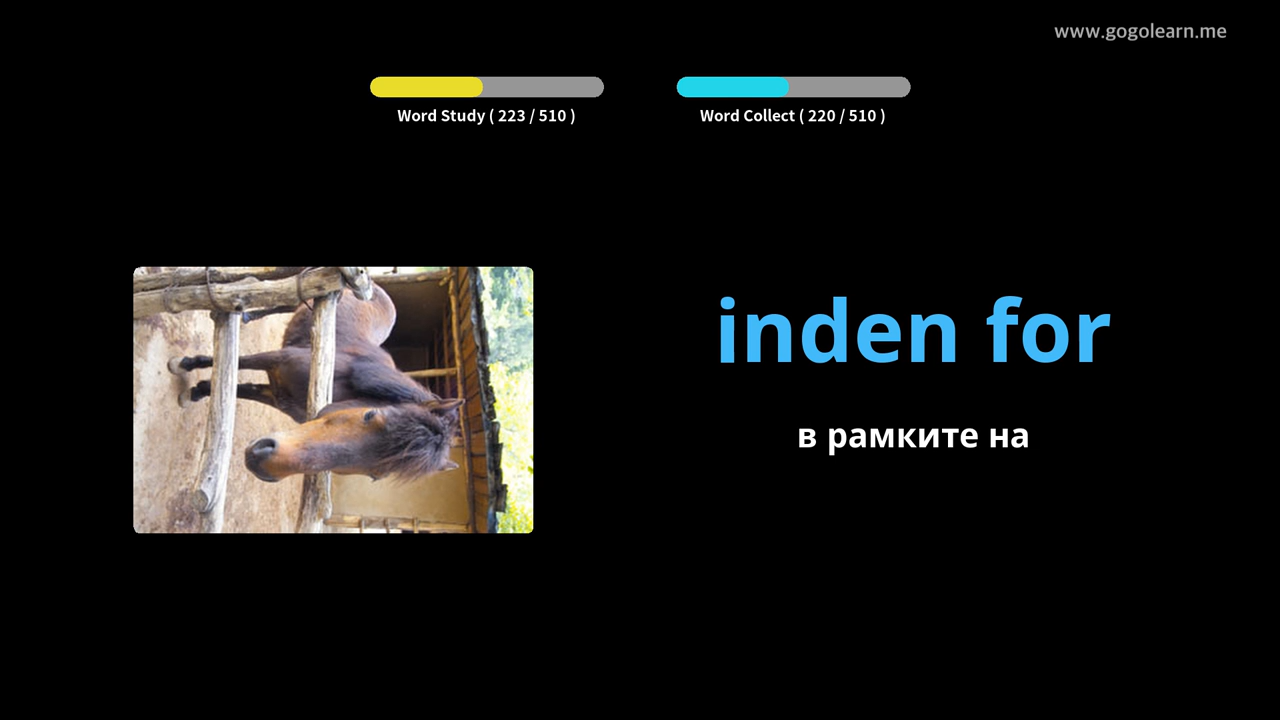 www.gogolearn.me
Word Study ( 223 / 510 )
Word Collect ( 220 / 510 )
inden for
в рамките на